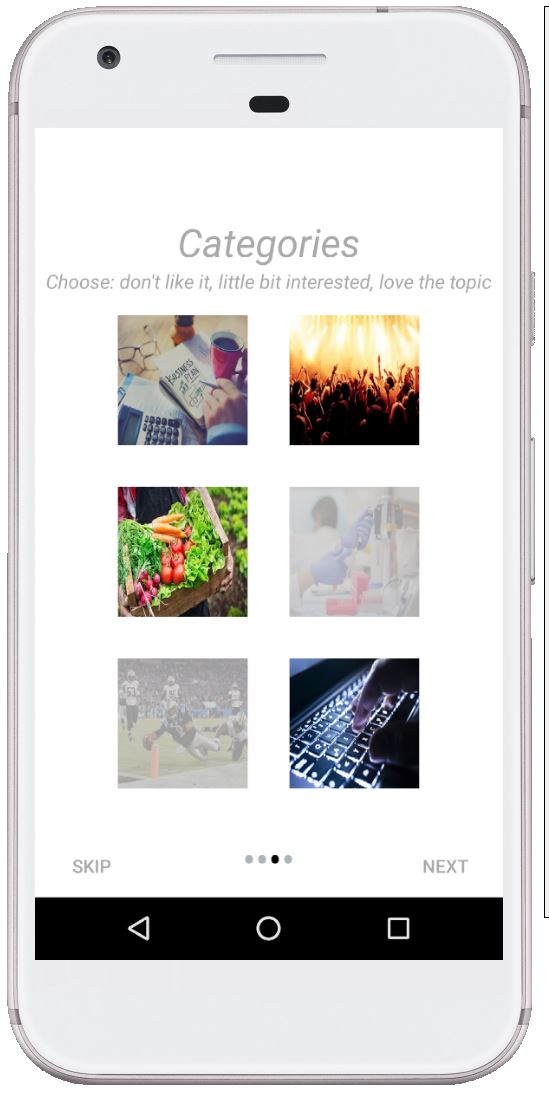 Categories
Choose: don't like it, little bit interested, love the topic
BUSINESS
PLAN
SKIP
NEXT